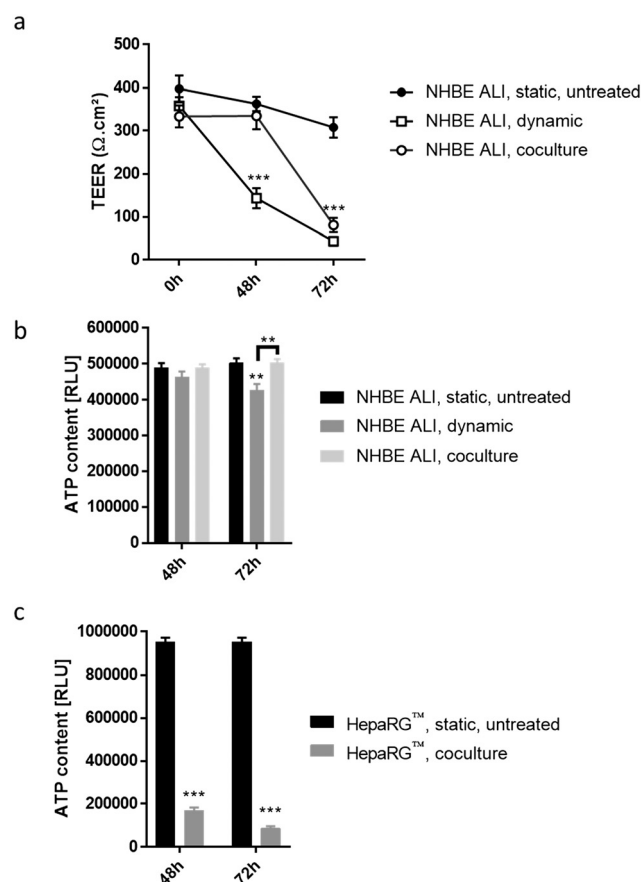 a
500
400
300
200
100
0
TEER (Ω.cm²)
***
***
0h
48h
72h
NHBE ALI, static, untreated
NHBE ALI, dynamic
NHBE ALI, coculture
b
600000
500000
400000
300000
200000
100000
0
ATP content [RLU]
**
**
48h
72h
NHBE ALI, static, untreated
NHBE ALI, dynamic
NHBE ALI, coculture
c
1000000
800000
600000
400000
200000
0
ATP content [RLU]
***
***
48h
72h
HepaRG™, static, untreated
HepaRG™, coculture